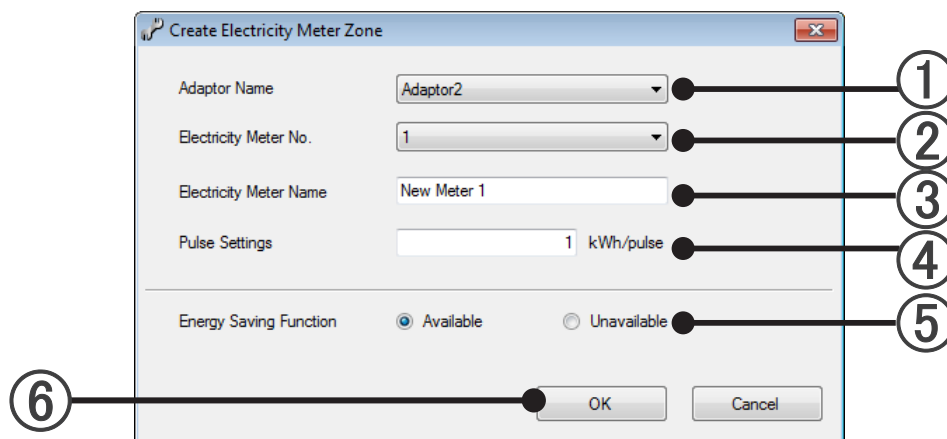 Create Electricity Meter Zone
Adaptor Name Adaptor2 ①
Electricity Meter No. 1 ②
Electricity Meter Name New Meter 1 ③
Pulse Settings 1 kWh/pulse ④
Energy Saving Function Available Unavailable ⑤
⑥ OK Cancel